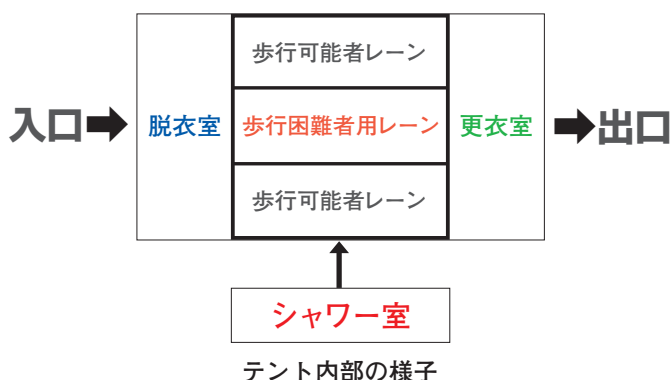 歩行可能者レーン
入口
脱衣室
歩行困難者用レーン
更衣室
出口
歩行可能者レーン
シャワー室
テント内部の様子